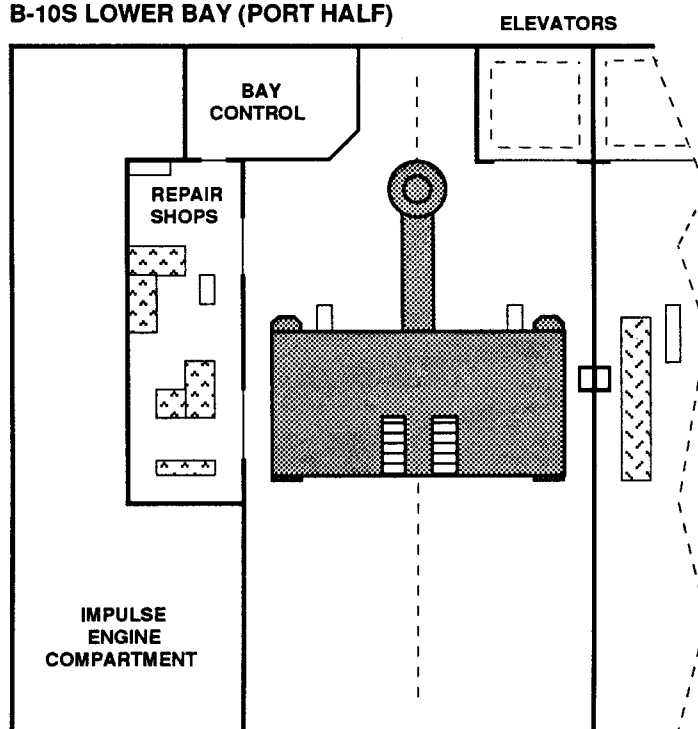 B-10S LOWER BAY (PORT HALF)
ELEVATORS
BAY
CONTROL
REPAIR
SHOPS
IMPULSE
ENGINE
COMPARTMENT